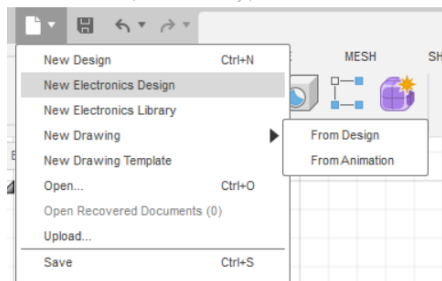 MESH
SH
New Design Ctrl+N
New Electronics Design
New Electronics Library
New Drawing
From Design
New Drawing Template
From Animation
Open... Ctrl+O
Open Recovered Documents (0)
Upload...
Save Ctrl+S